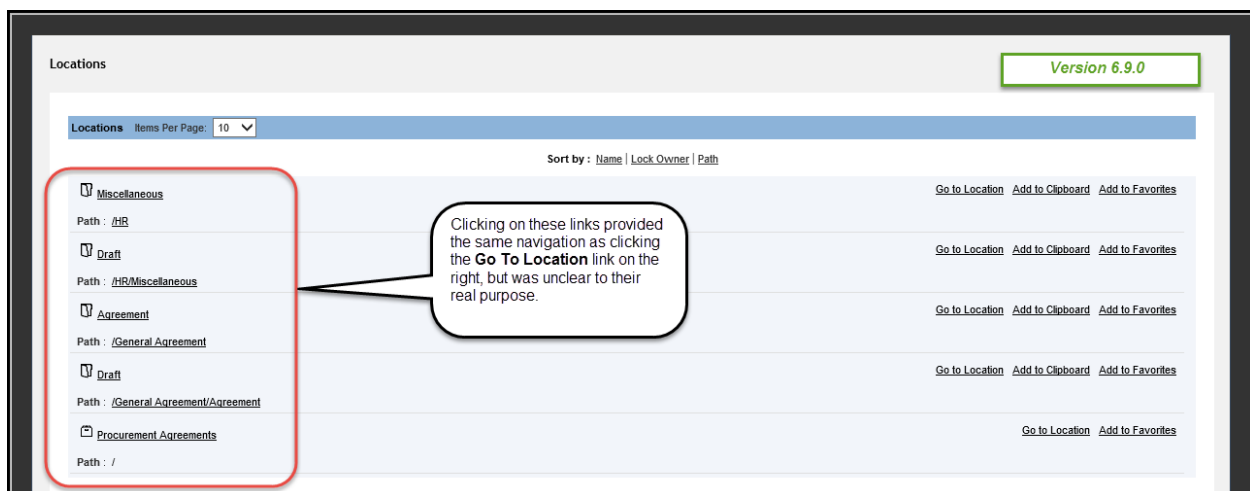 Locations
Version 6.9.0
Locations Items Per Page: 10
Sort by : Name | Lock Owner | Path
Miscellaneous
Go to Location Add to Clipboard Add to Favorites
Path : /HR
Draft
Go to Location Add to Clipboard Add to Favorites
Path : /HR/Miscellaneous
Agreement
Go to Location Add to Clipboard Add to Favorites
Path : /General Agreement
Draft
Go to Location Add to Clipboard Add to Favorites
Path : /General Agreement/Agreement
Procurement Agreements
Go to Location Add to Favorites
Path : /
Clicking on these links provided
the same navigation as clicking
the Go To Location link on the
right, but was unclear to their
real purpose.